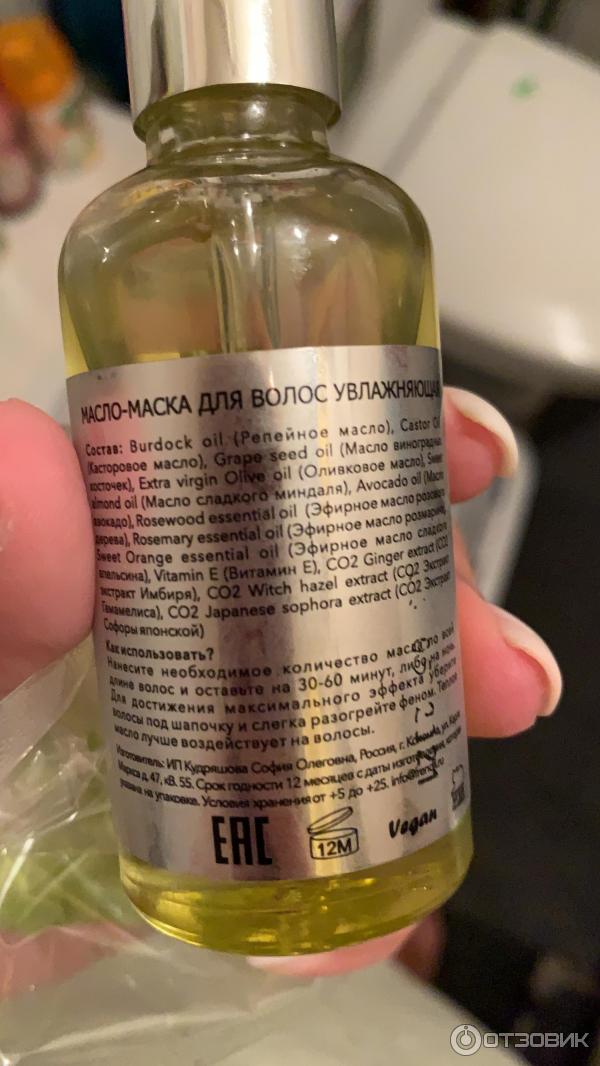 МАСЛО-МАСКА ДЛЯ ВОЛОС УВЛАЖНЯЮЩАЯ
Состав: Burdock oil (Репейное масло), Castor Oil
(Касторовое масло), Grape seed oil (Масло виноградных
косточек), Extra virgin Olive oil (Оливковое масло), Sweet
almond oil (Масло сладкого миндаля), Avocado oil (Масло
авокадо), Rosewood essential oil (Эфирное масло розового
дерева), Rosemary essential oil (Эфирное масло розмарина),
Sweet Orange essential oil (Эфирное масло сладкого
апельсина), Vitamin E (Витамин Е), CO2 Ginger extract (CO2
экстракт Имбиря), CO2 Witch hazel extract (CO2 Экстракт
Гамамелиса), CO2 Japanese sophora extract (CO2 Экстракт
Софоры японской)
Как использовать?
Нанесите необходимое количество масла по всей
длине волос и оставьте на 30-60 минут, либо на ночь.
Для достижения максимального эффекта уберите
волосы под шапочку и слегка разогрейте феном. Теплое
масло лучше воздействует на волосы.
Изготовитель: ИП Кудряшова София Олеговна, Россия, г. ул. Карла
Маркса д. 47, кВ. 55. Срок годности 12 месяцев с даты изготовления, которая
указана на упаковке. Условия хранения от +5 до +25.
EAC
12M
Vegan
ОТЗОВИК